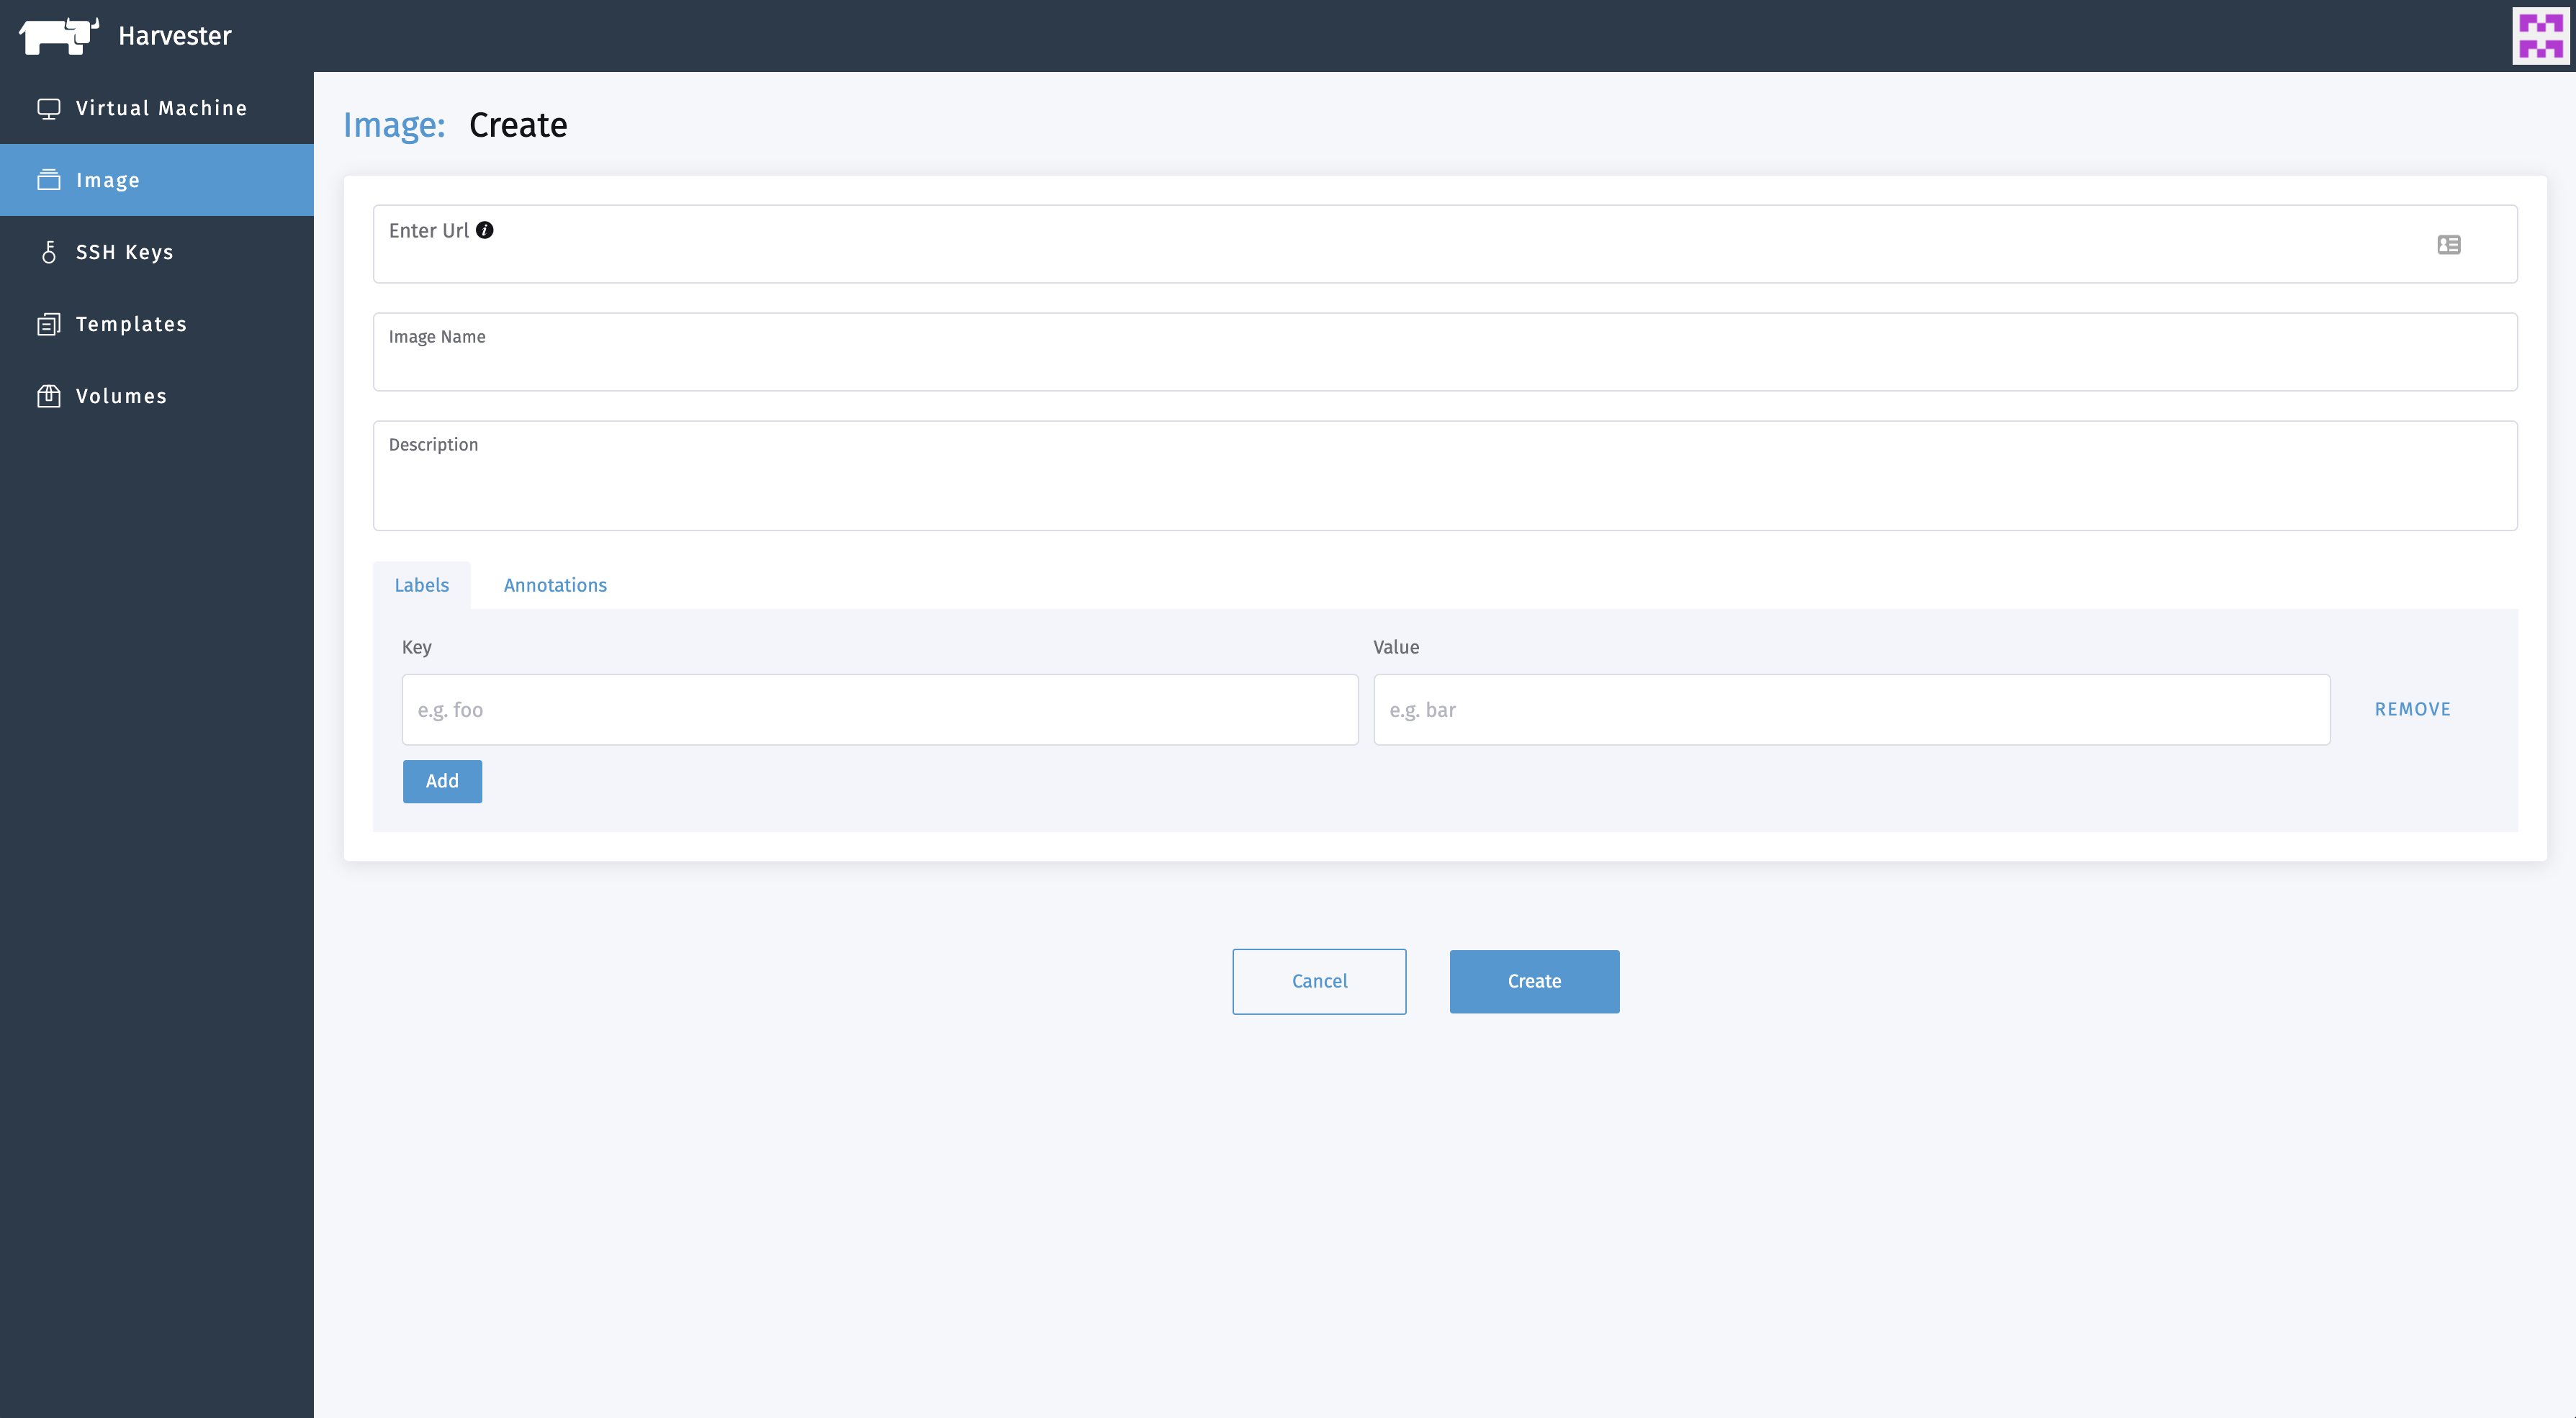 Harvester
Virtual Machine
Image
SSH Keys
Templates
Volumes
Image: Create
Enter Url
Image Name
Description
Labels Annotations
Key Value
e.g. foo e.g. bar REMOVE
Add
Cancel Create